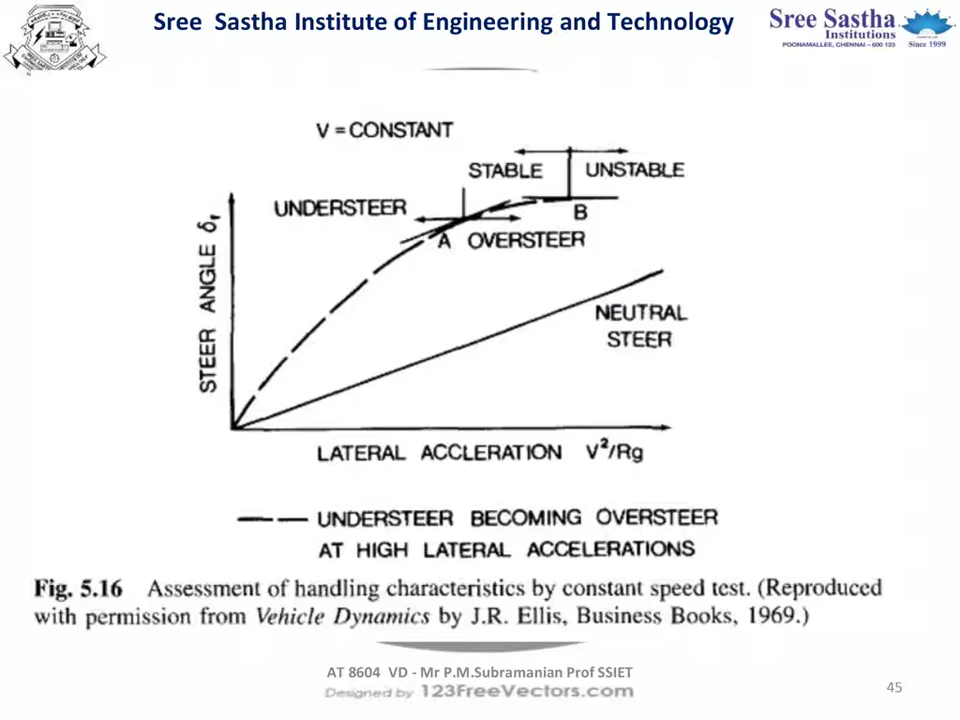 Sree Sastha Institute of Engineering and Technology
Sree Sastha
Institutions
POONAMALLEE, CHENNAI – 600 123
Since 1999
V = CONSTANT
STABLE
UNSTABLE
UNDERSTEER
B
A OVERSTEER
STEER ANGLE δf
NEUTRAL
STEER
LATERAL ACCLERATION V²/Rg
—— UNDERSTEER BECOMING OVERSTEER
AT HIGH LATERAL ACCELERATIONS
Fig. 5.16 Assessment of handling characteristics by constant speed test. (Reproduced
with permission from Vehicle Dynamics by J.R. Ellis, Business Books, 1969.)
AT 8604 VD - Mr P.M.Subramanian Prof SSIET
Designed by 123FreeVectors.com
45